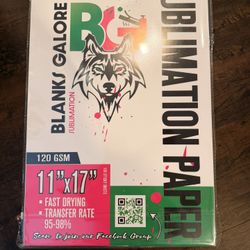 BLANKS GALORE
SUBLIMATION
BG
SUBLIMATION PAPER
120 GSM
11"x17"
• FAST DRYING
• TRANSFER RATE
95-98%
Scan to join our Facebook Group